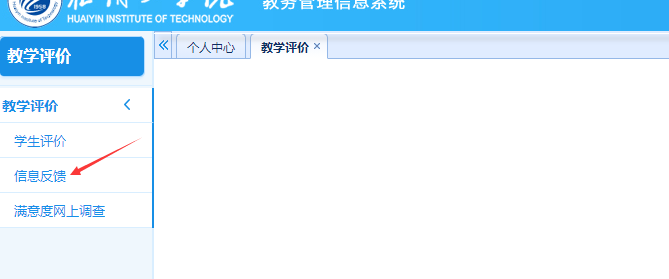 教务管理信息系统
HUAIYIN INSTITUTE OF TECHNOLOGY
教学评价
个人中心
教学评价
教学评价
学生评价
信息反馈
满意度网上调查